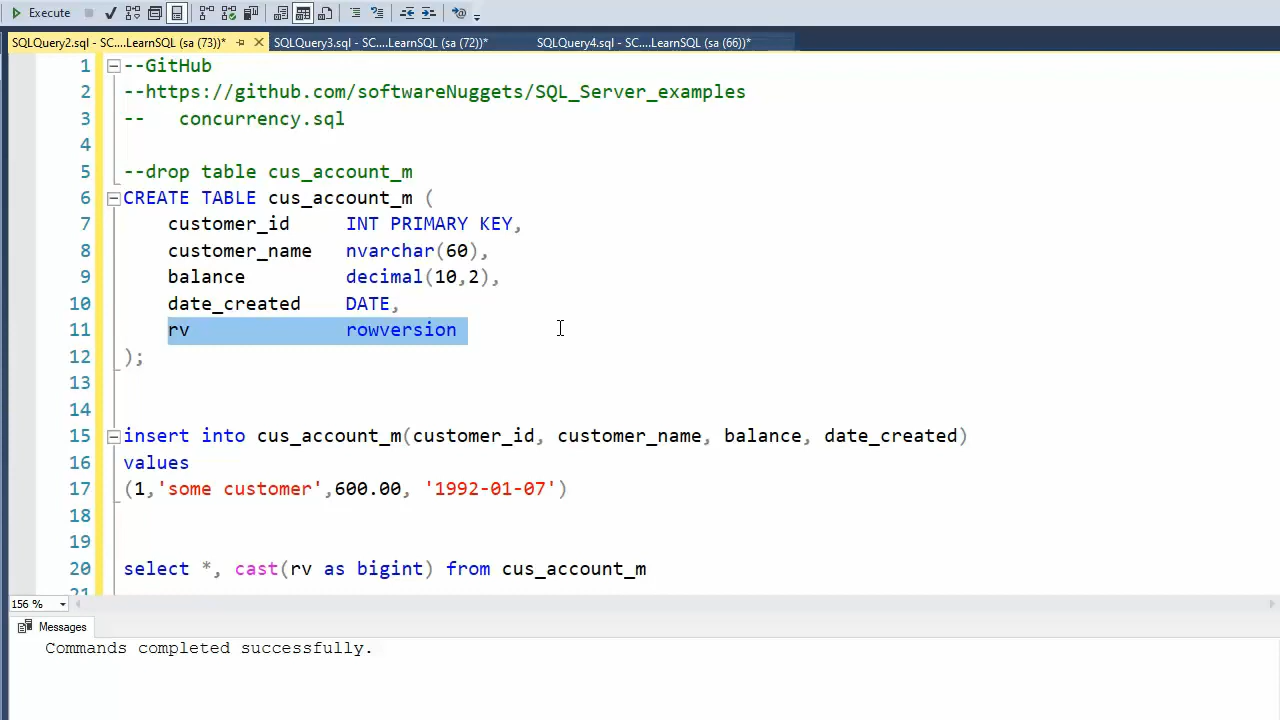 Execute
SQLQuery2.sql - SC....LearnSQL (sa (73))*
SQLQuery3.sql - SC....LearnSQL (sa (72))*
SQLQuery4.sql - SC....LearnSQL (sa (66))*
1 --GitHub
2 --https://github.com/softwareNuggets/SQL_Server_examples
3 --   concurrency.sql
4
5 --drop table cus_account_m
6 CREATE TABLE cus_account_m (
7 customer_id INT PRIMARY KEY,
8 customer_name nvarchar(60),
9 balance decimal(10,2),
10 date_created DATE,
11 rv rowversion
12 );
13
14
15 insert into cus_account_m(customer_id, customer_name, balance, date_created)
16 values
17 (1,'some customer',600.00, '1992-01-07')
18
19
20 select *, cast(rv as bigint) from cus_account_m
21
156 %
Messages
Commands completed successfully.